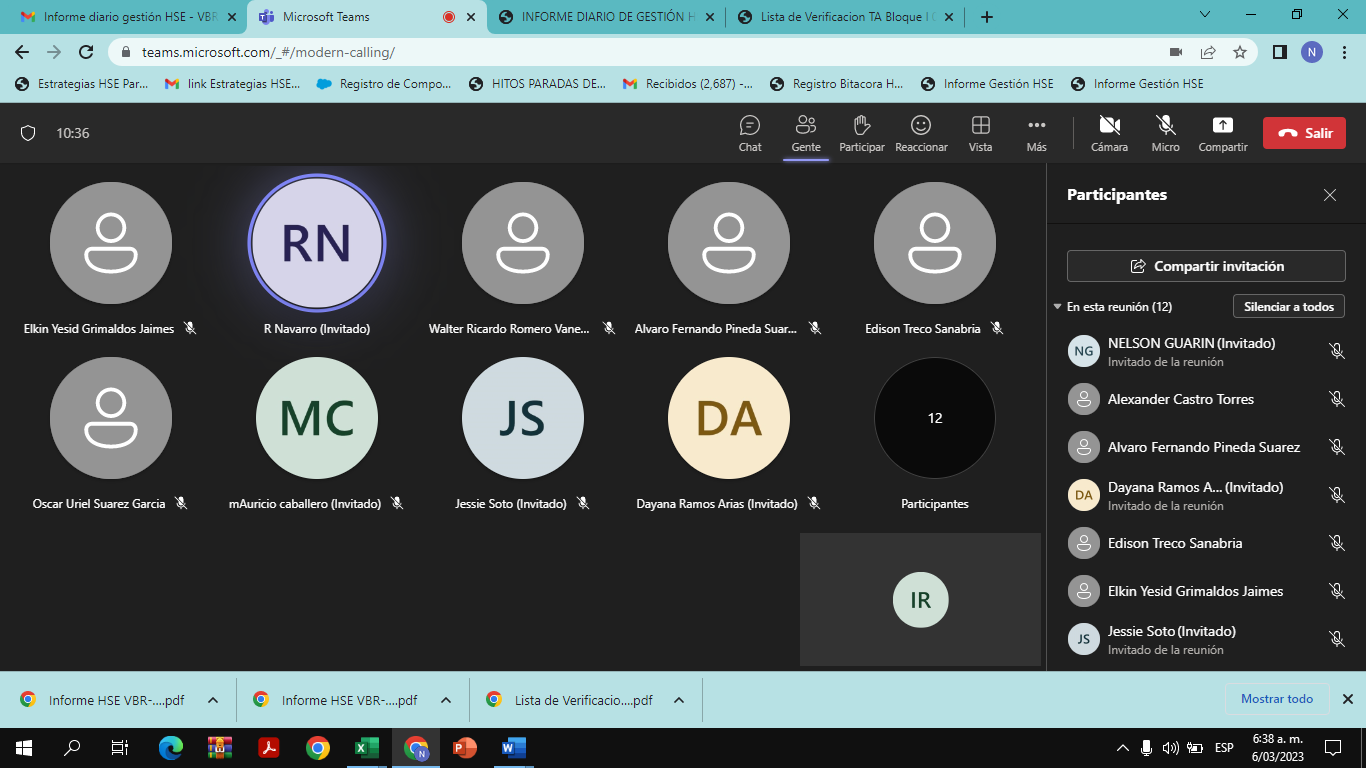 Informe diario gestión HSE - VBR
Microsoft Teams
INFORME DIARIO DE GESTIÓN H
Lista de Verificacion TA Bloque I
teams.microsoft.com/_#/modern-calling/
N
Estrategias HSE Par...
link Estrategias HSE...
Registro de Compo...
HITOS PARADAS DE...
Recibidos (2,687) -...
Registro Bitacora H...
Informe Gestión HSE
Informe Gestión HSE
10:36
Chat
Gente
Participar
Reaccionar
Vista
Más
Cámara
Micro
Compartir
Salir
RN
Elkin Yesid Grimaldos Jaimes
R Navarro (Invitado)
Walter Ricardo Romero Vane...
Alvaro Fernando Pineda Suar...
Edison Treco Sanabria
MC
JS
DA
12
Oscar Uriel Suarez Garcia
mAuricio caballero (Invitado)
Jessie Soto (Invitado)
Dayana Ramos Arias (Invitado)
Participantes
IR
Participantes
Compartir invitación
En esta reunión (12)
Silenciar a todos
NG
NELSON GUARIN (Invitado)
Invitado de la reunión
Alexander Castro Torres
Alvaro Fernando Pineda Suarez
DA
Dayana Ramos A... (Invitado)
Invitado de la reunión
Edison Treco Sanabria
Elkin Yesid Grimaldos Jaimes
JS
Jessie Soto (Invitado)
Invitado de la reunión
Informe HSE VBR-....pdf
Informe HSE VBR-....pdf
Lista de Verificacio....pdf
Mostrar todo
ESP
6:38 a. m.
6/03/2023